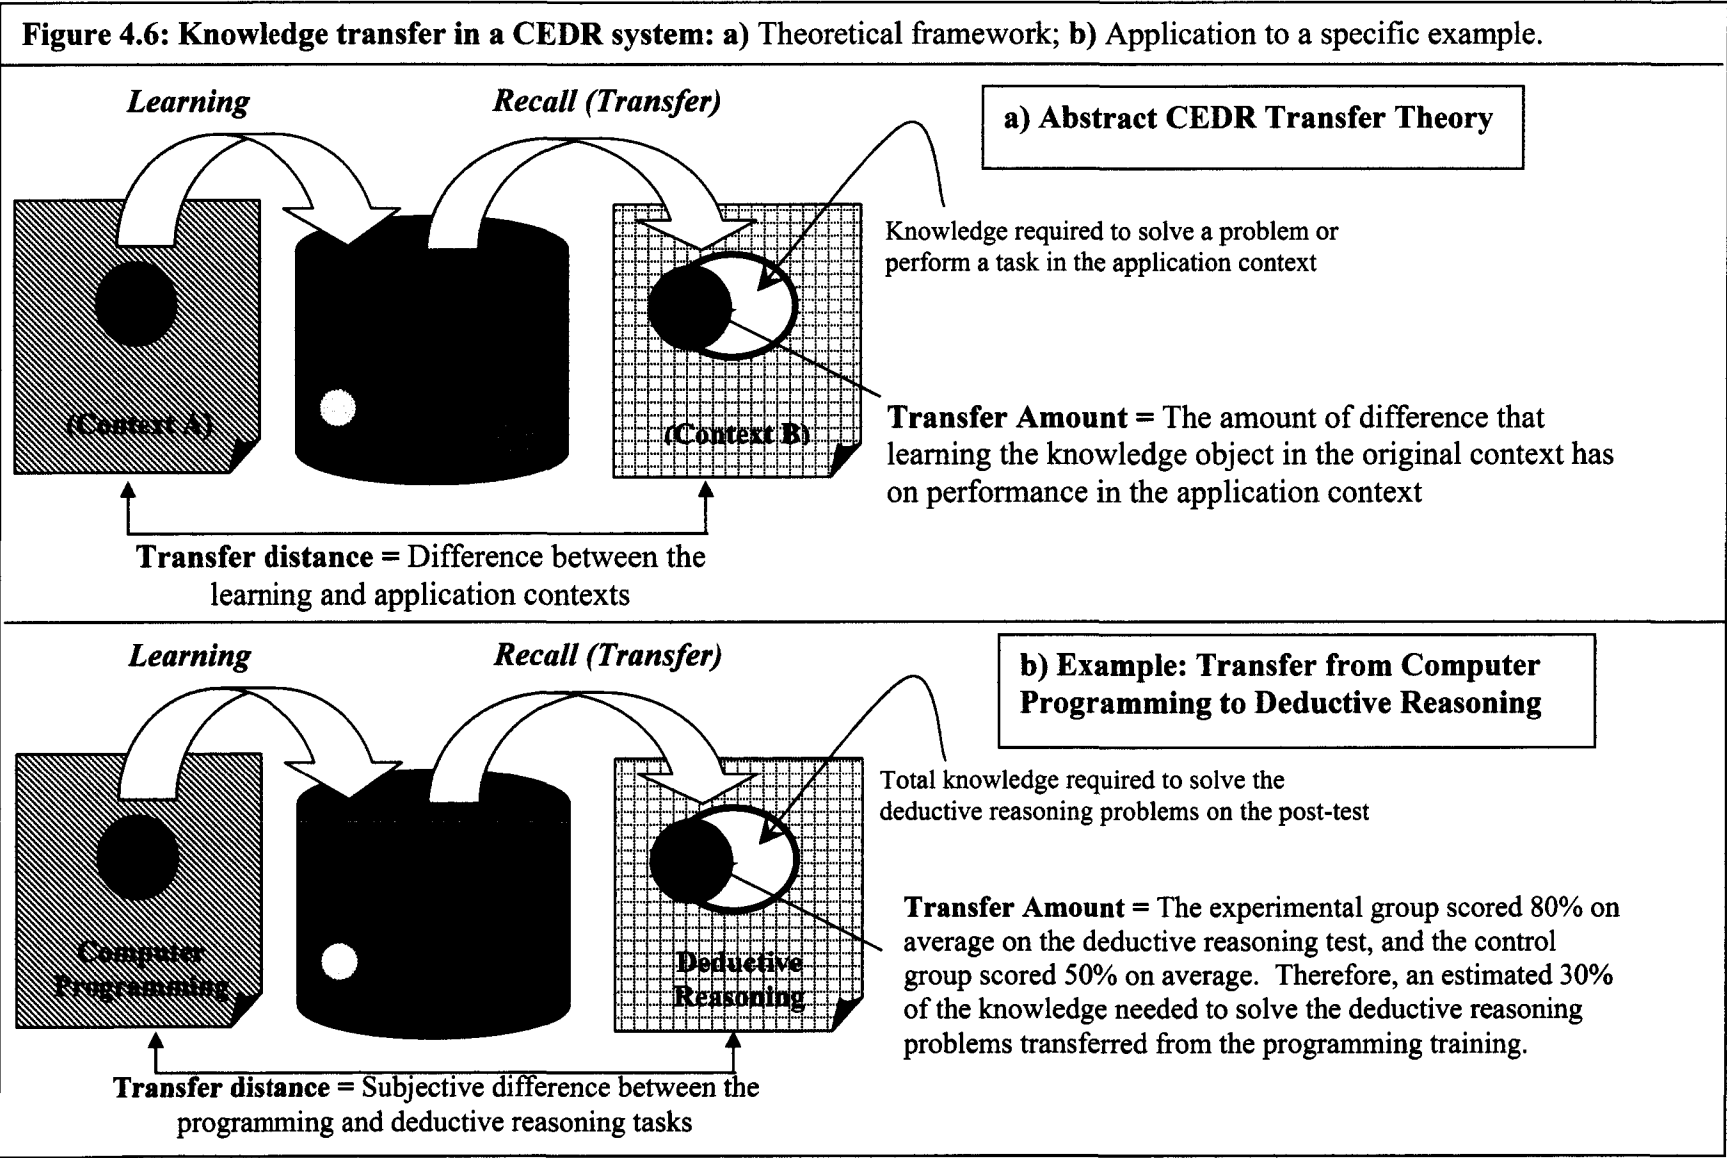 Figure 4.6: Knowledge transfer in a CEDR system: a) Theoretical framework; b) Application to a specific example.
Learning
Recall (Transfer)
a) Abstract CEDR Transfer Theory
Knowledge required to solve a problem or
perform a task in the application context
(Context A)
(Context B)
Transfer Amount = The amount of difference that
learning the knowledge object in the original context has
on performance in the application context
Transfer distance = Difference between the
learning and application contexts
Learning
Recall (Transfer)
b) Example: Transfer from Computer
Programming to Deductive Reasoning
Total knowledge required to solve the
deductive reasoning problems on the post-test
Computer
Programming
Deductive
Reasoning
Transfer Amount = The experimental group scored 80% on
average on the deductive reasoning test, and the control
group scored 50% on average. Therefore, an estimated 30%
of the knowledge needed to solve the deductive reasoning
problems transferred from the programming training.
Transfer distance = Subjective difference between the
programming and deductive reasoning tasks